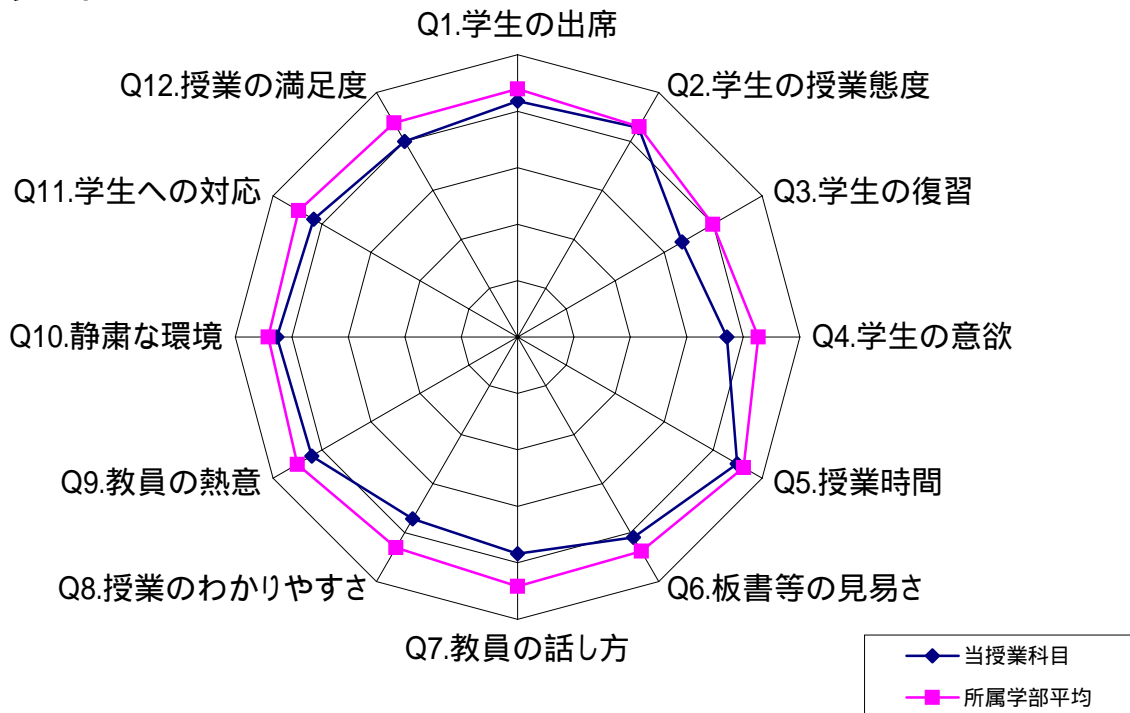 Q1.学生の出席
Q2.学生の授業態度
Q3.学生の復習
Q4.学生の意欲
Q5.授業時間
Q6.板書等の見易さ
Q7.教員の話し方
Q8.授業のわかりやすさ
Q9.教員の熱意
Q10.静粛な環境
Q11.学生への対応
Q12.授業の満足度
当授業科目
所属学部平均